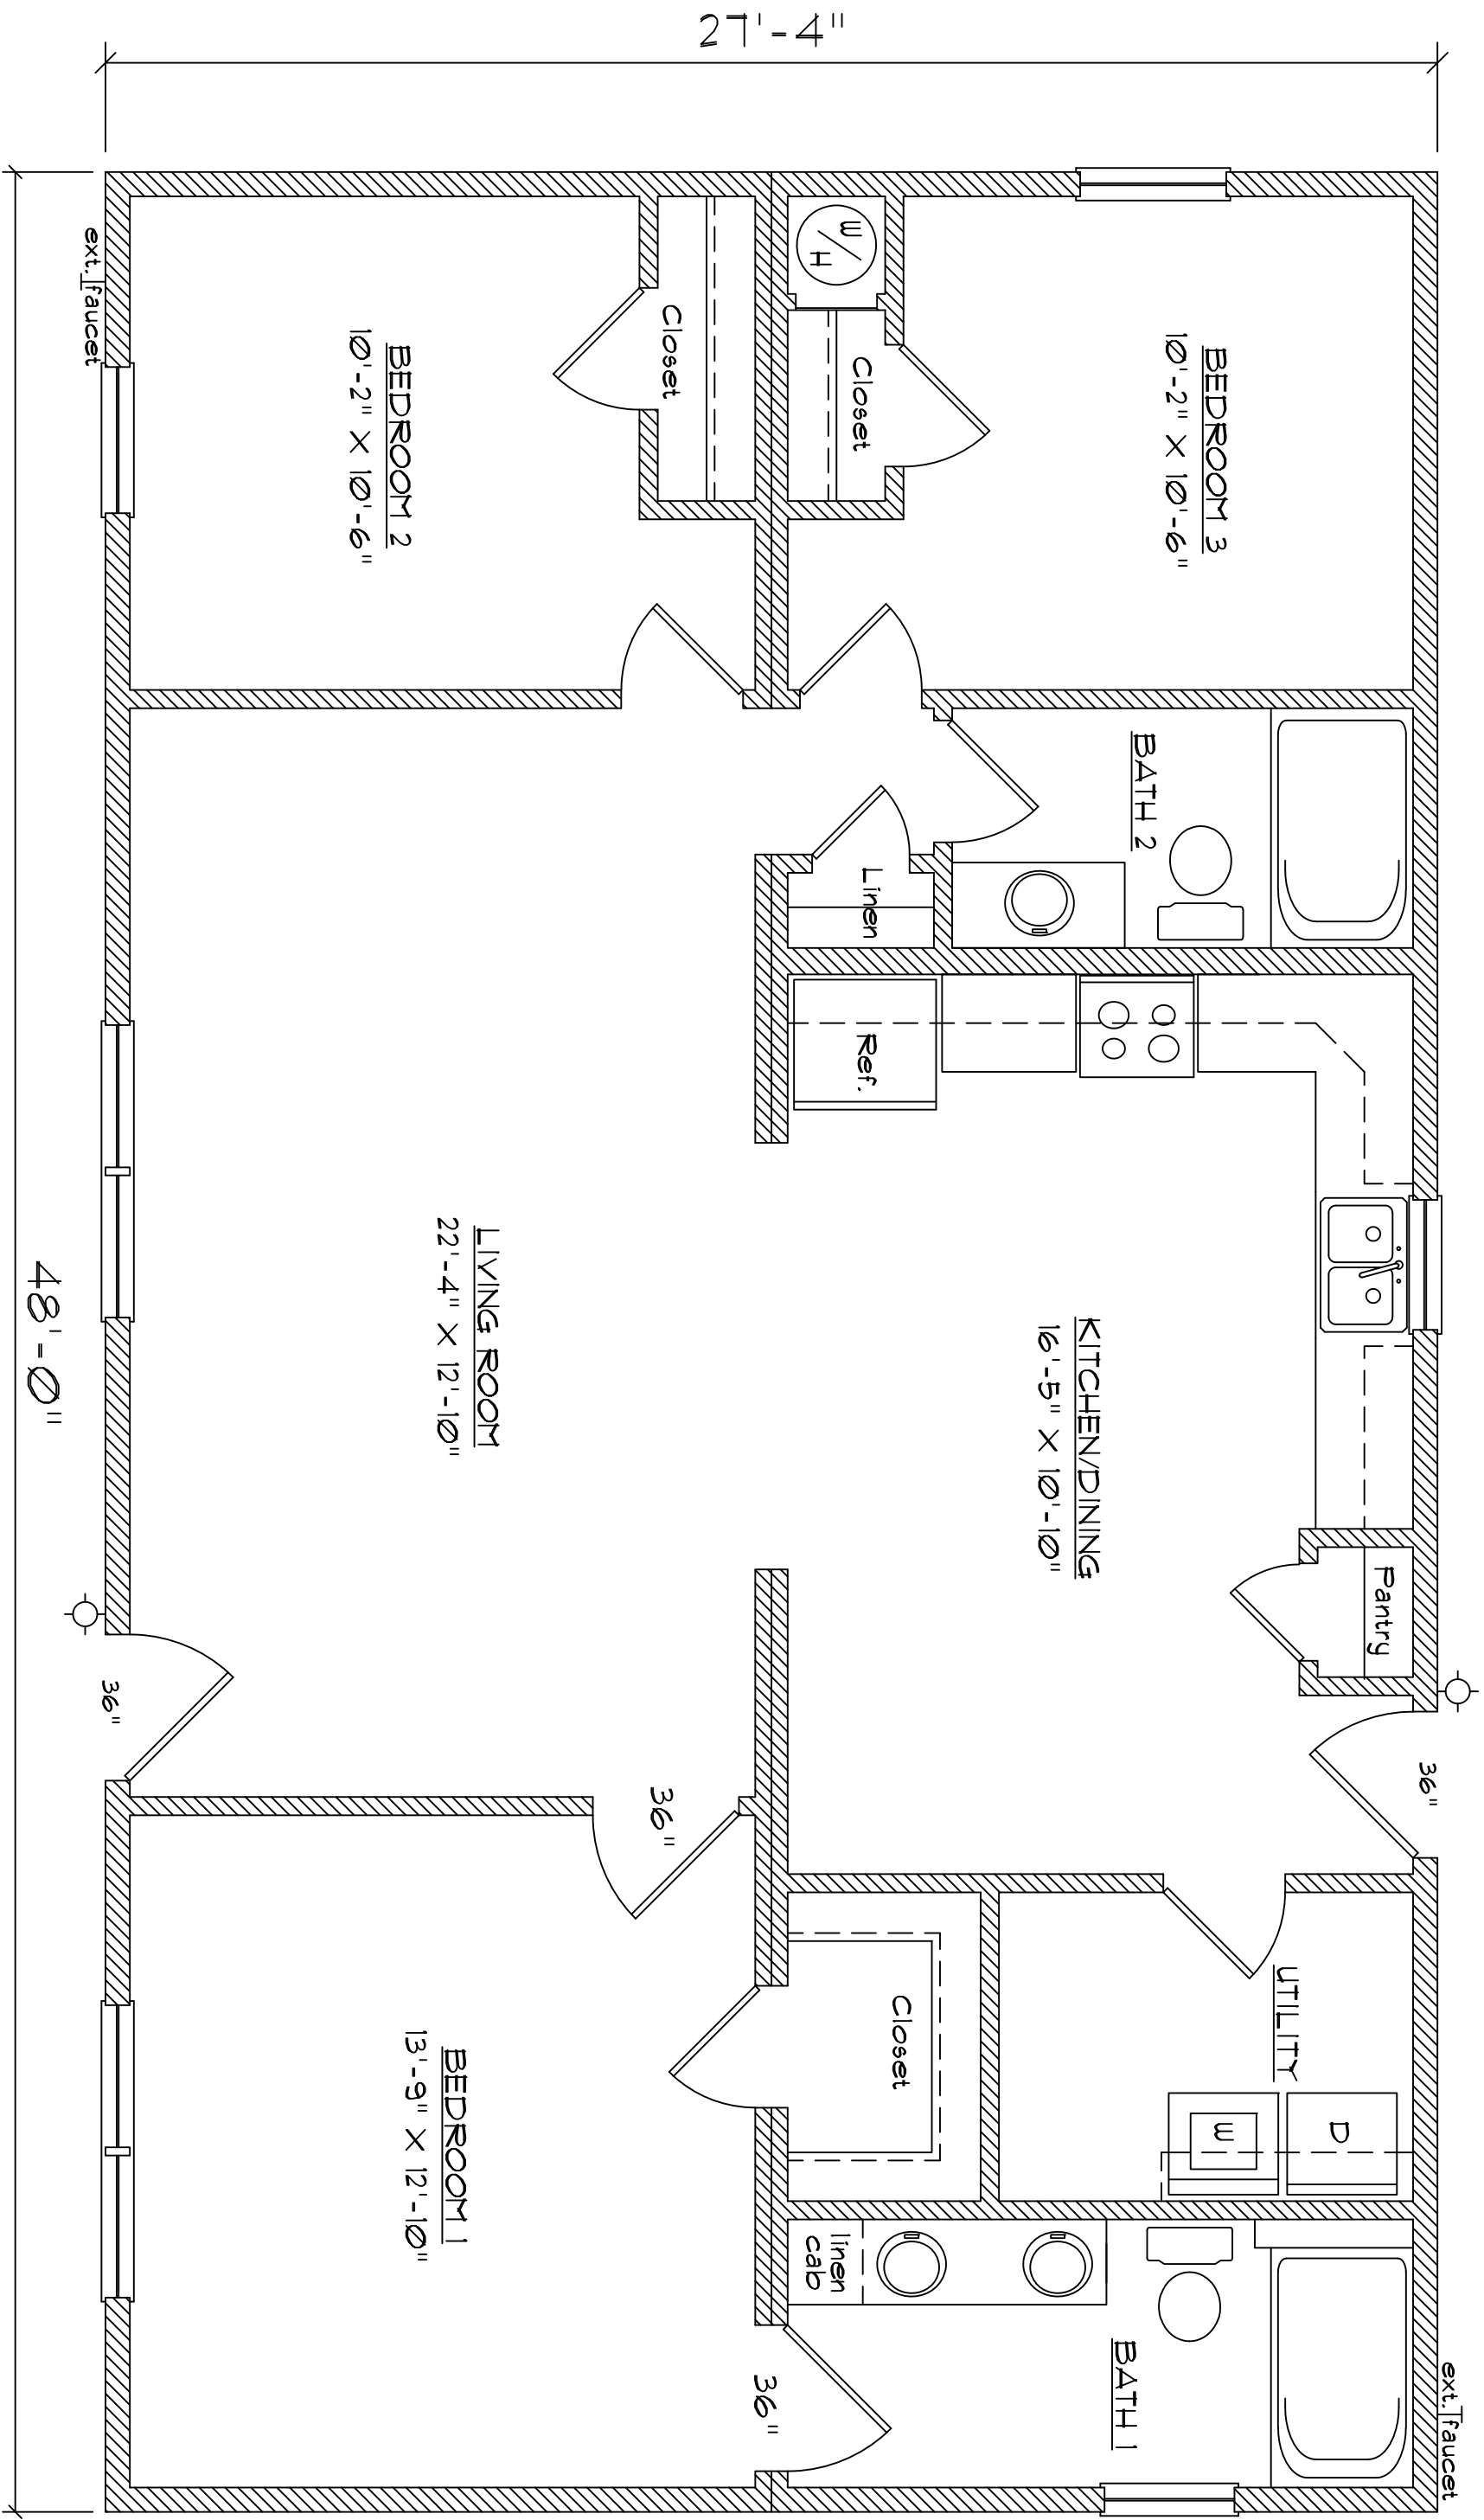 27'-4"
48'-0"
ext. faucet
BEDROOM 3
10'-2" X 10'-6"
W/H
Closet
Closet
BEDROOM 2
10'-2" X 10'-6"
ext. faucet
BATH 2
Linen
Ref.
KITCHEN/DINING
16'-5" X 10'-10"
Pantry
36"
LIVING ROOM
22'-4" X 12'-10"
36"
36"
UTILITY
D
W
Closet
BEDROOM 1
13'-9" X 12'-10"
linen
cab
BATH 1
36"